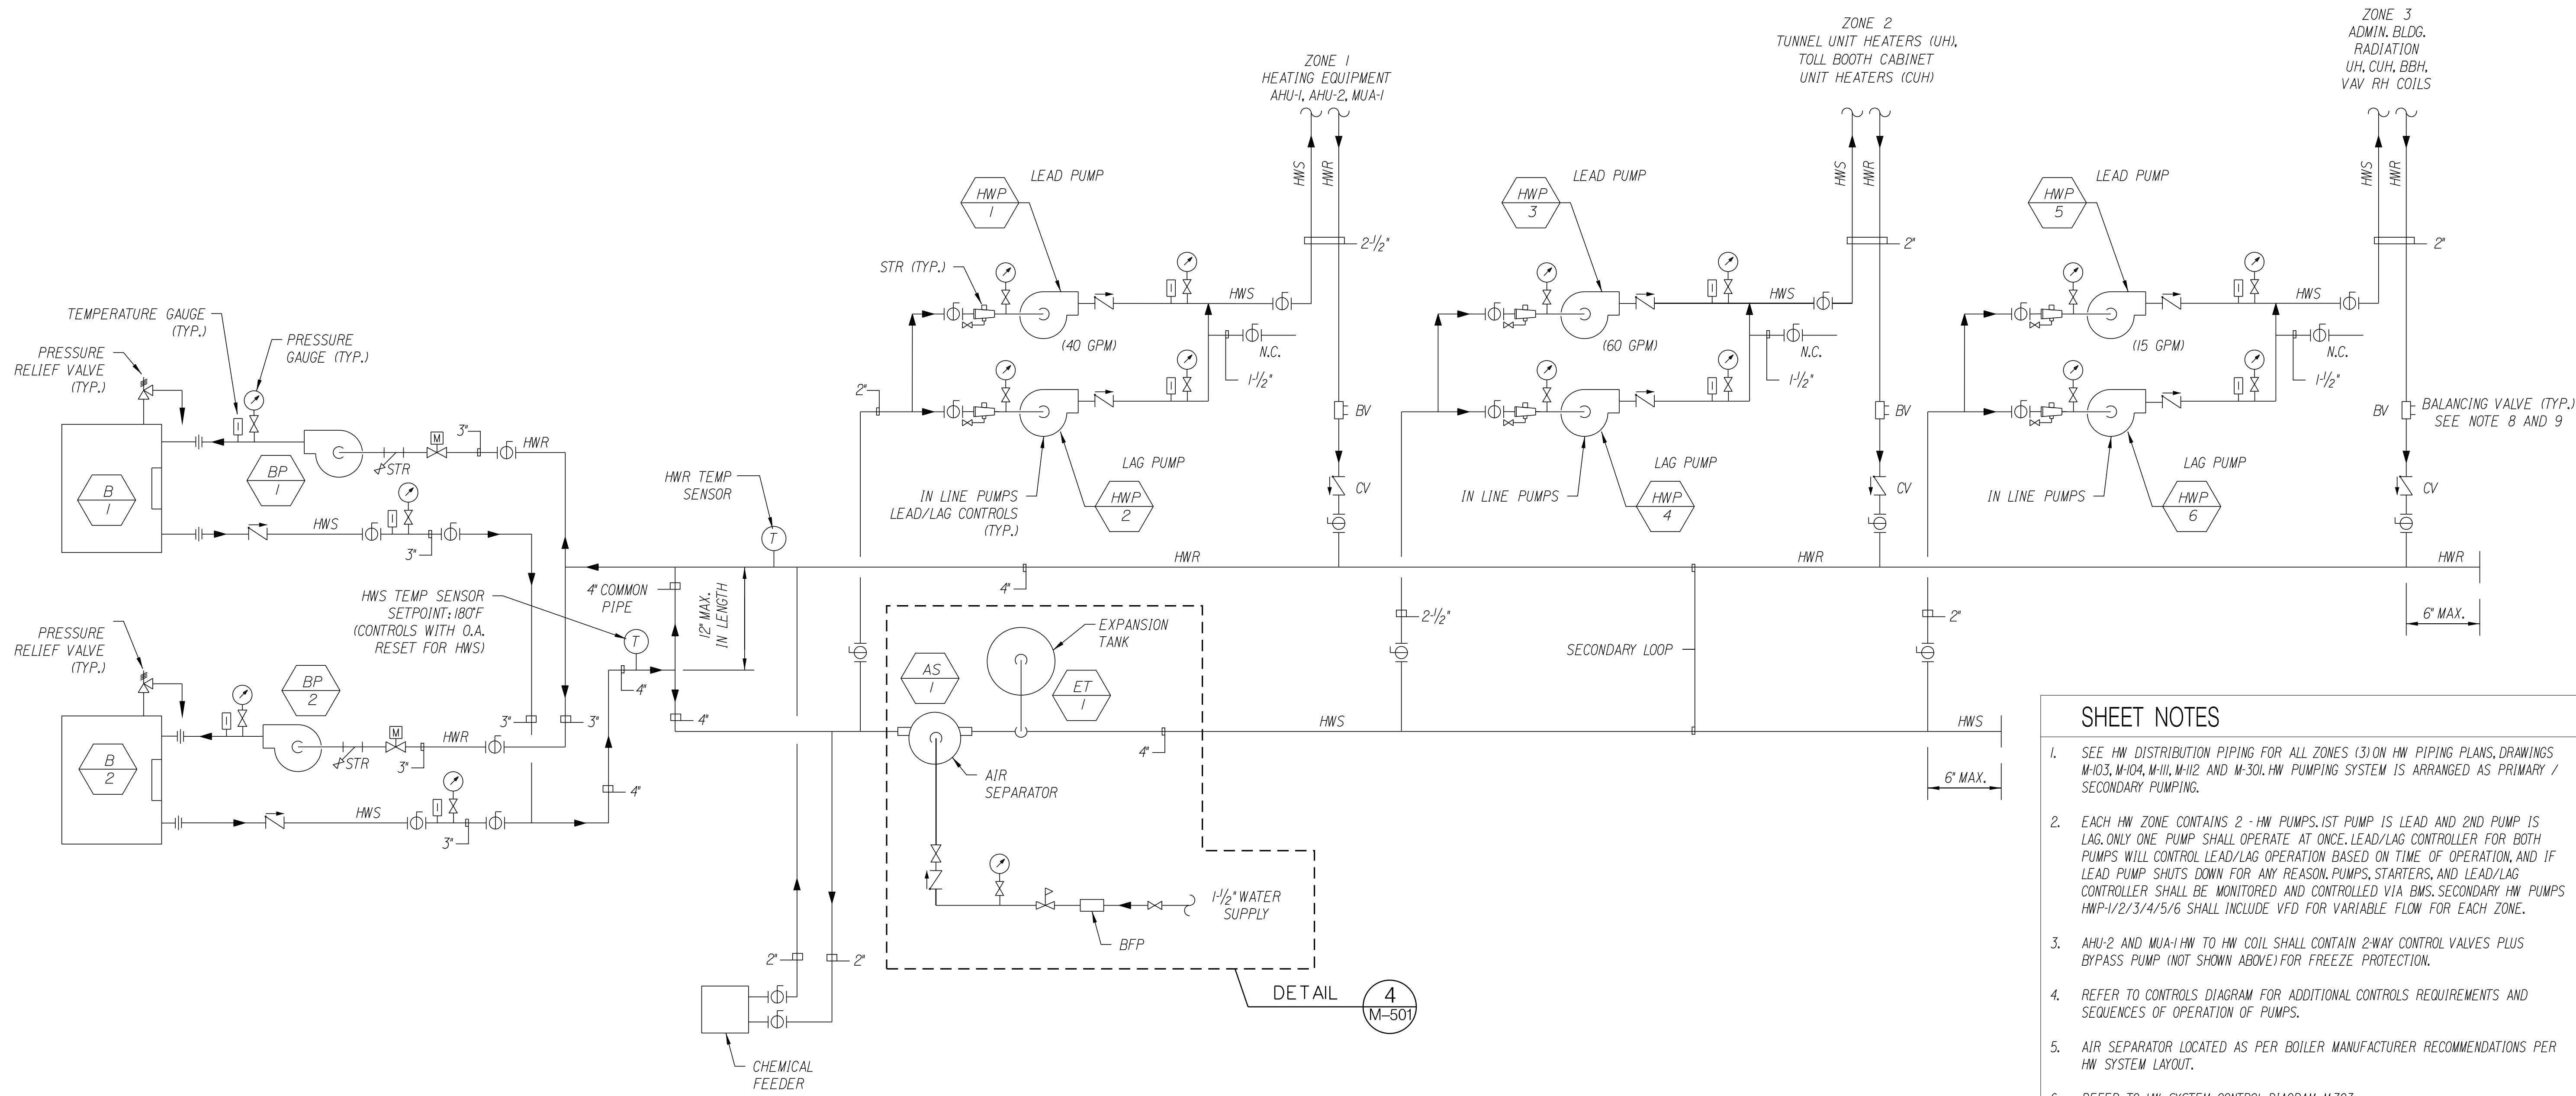 ZONE 1
HEATING EQUIPMENT
AHU-1, AHU-2, MUA-1
ZONE 2
TUNNEL UNIT HEATERS (UH),
TOLL BOOTH CABINET
UNIT HEATERS (CUH)
ZONE 3
ADMIN. BLDG.
RADIATION
UH, CUH, BBH,
VAV RH COILS
HWS
HWR
HWS
HWR
HWS
HWR
LEAD PUMP
HWP
1
LEAD PUMP
HWP
3
LEAD PUMP
HWP
5
2-1/2"
2"
2"
STR (TYP.)
HWS
HWS
HWS
(40 GPM)
N.C.
1-1/2"
(60 GPM)
N.C.
1-1/2"
(15 GPM)
N.C.
1-1/2"
2"
BV
BV
BV
BALANCING VALVE (TYP.)
SEE NOTE 8 AND 9
LAG PUMP
LAG PUMP
LAG PUMP
CV
CV
CV
IN LINE PUMPS
LEAD/LAG CONTROLS
(TYP.)
HWP
2
IN LINE PUMPS
HWP
4
IN LINE PUMPS
HWP
6
TEMPERATURE GAUGE
(TYP.)
PRESSURE
GAUGE (TYP.)
PRESSURE
RELIEF VALVE
(TYP.)
M
3"
HWR
STR
BP
1
B
1
HWS
3"
HWR TEMP
SENSOR
T
HWR
HWR
HWR
4" COMMON
PIPE
12" MAX.
IN LENGTH
4"
HWS TEMP SENSOR
SETPOINT: 180°F
(CONTROLS WITH O.A.
RESET FOR HWS)
T
4"
PRESSURE
RELIEF VALVE
(TYP.)
BP
2
M
HWR
STR
3"
3"
3"
B
2
HWS
3"
4"
4"
EXPANSION
TANK
AS
1
ET
1
AIR
SEPARATOR
4"
HWS
2-1/2"
SECONDARY LOOP
2"
6" MAX.
HWS
6" MAX.
1-1/2" WATER
SUPPLY
BFP
2"
2"
CHEMICAL
FEEDER
DETAIL
4
M-501
SHEET NOTES
1. SEE HW DISTRIBUTION PIPING FOR ALL ZONES (3) ON HW PIPING PLANS, DRAWINGS
M-103, M-104, M-111, M-112 AND M-301. HW PUMPING SYSTEM IS ARRANGED AS PRIMARY /
SECONDARY PUMPING.
2. EACH HW ZONE CONTAINS 2 - HW PUMPS. 1ST PUMP IS LEAD AND 2ND PUMP IS
LAG. ONLY ONE PUMP SHALL OPERATE AT ONCE. LEAD/LAG CONTROLLER FOR BOTH
PUMPS WILL CONTROL LEAD/LAG OPERATION BASED ON TIME OF OPERATION, AND IF
LEAD PUMP SHUTS DOWN FOR ANY REASON. PUMPS, STARTERS, AND LEAD/LAG
CONTROLLER SHALL BE MONITORED AND CONTROLLED VIA BMS. SECONDARY HW PUMPS
HWP-1/2/3/4/5/6 SHALL INCLUDE VFD FOR VARIABLE FLOW FOR EACH ZONE.
3. AHU-2 AND MUA-1 HW TO HW COIL SHALL CONTAIN 2-WAY CONTROL VALVES PLUS
BYPASS PUMP (NOT SHOWN ABOVE) FOR FREEZE PROTECTION.
4. REFER TO CONTROLS DIAGRAM FOR ADDITIONAL CONTROLS REQUIREMENTS AND
SEQUENCES OF OPERATION OF PUMPS.
5. AIR SEPARATOR LOCATED AS PER BOILER MANUFACTURER RECOMMENDATIONS PER
HW SYSTEM LAYOUT.